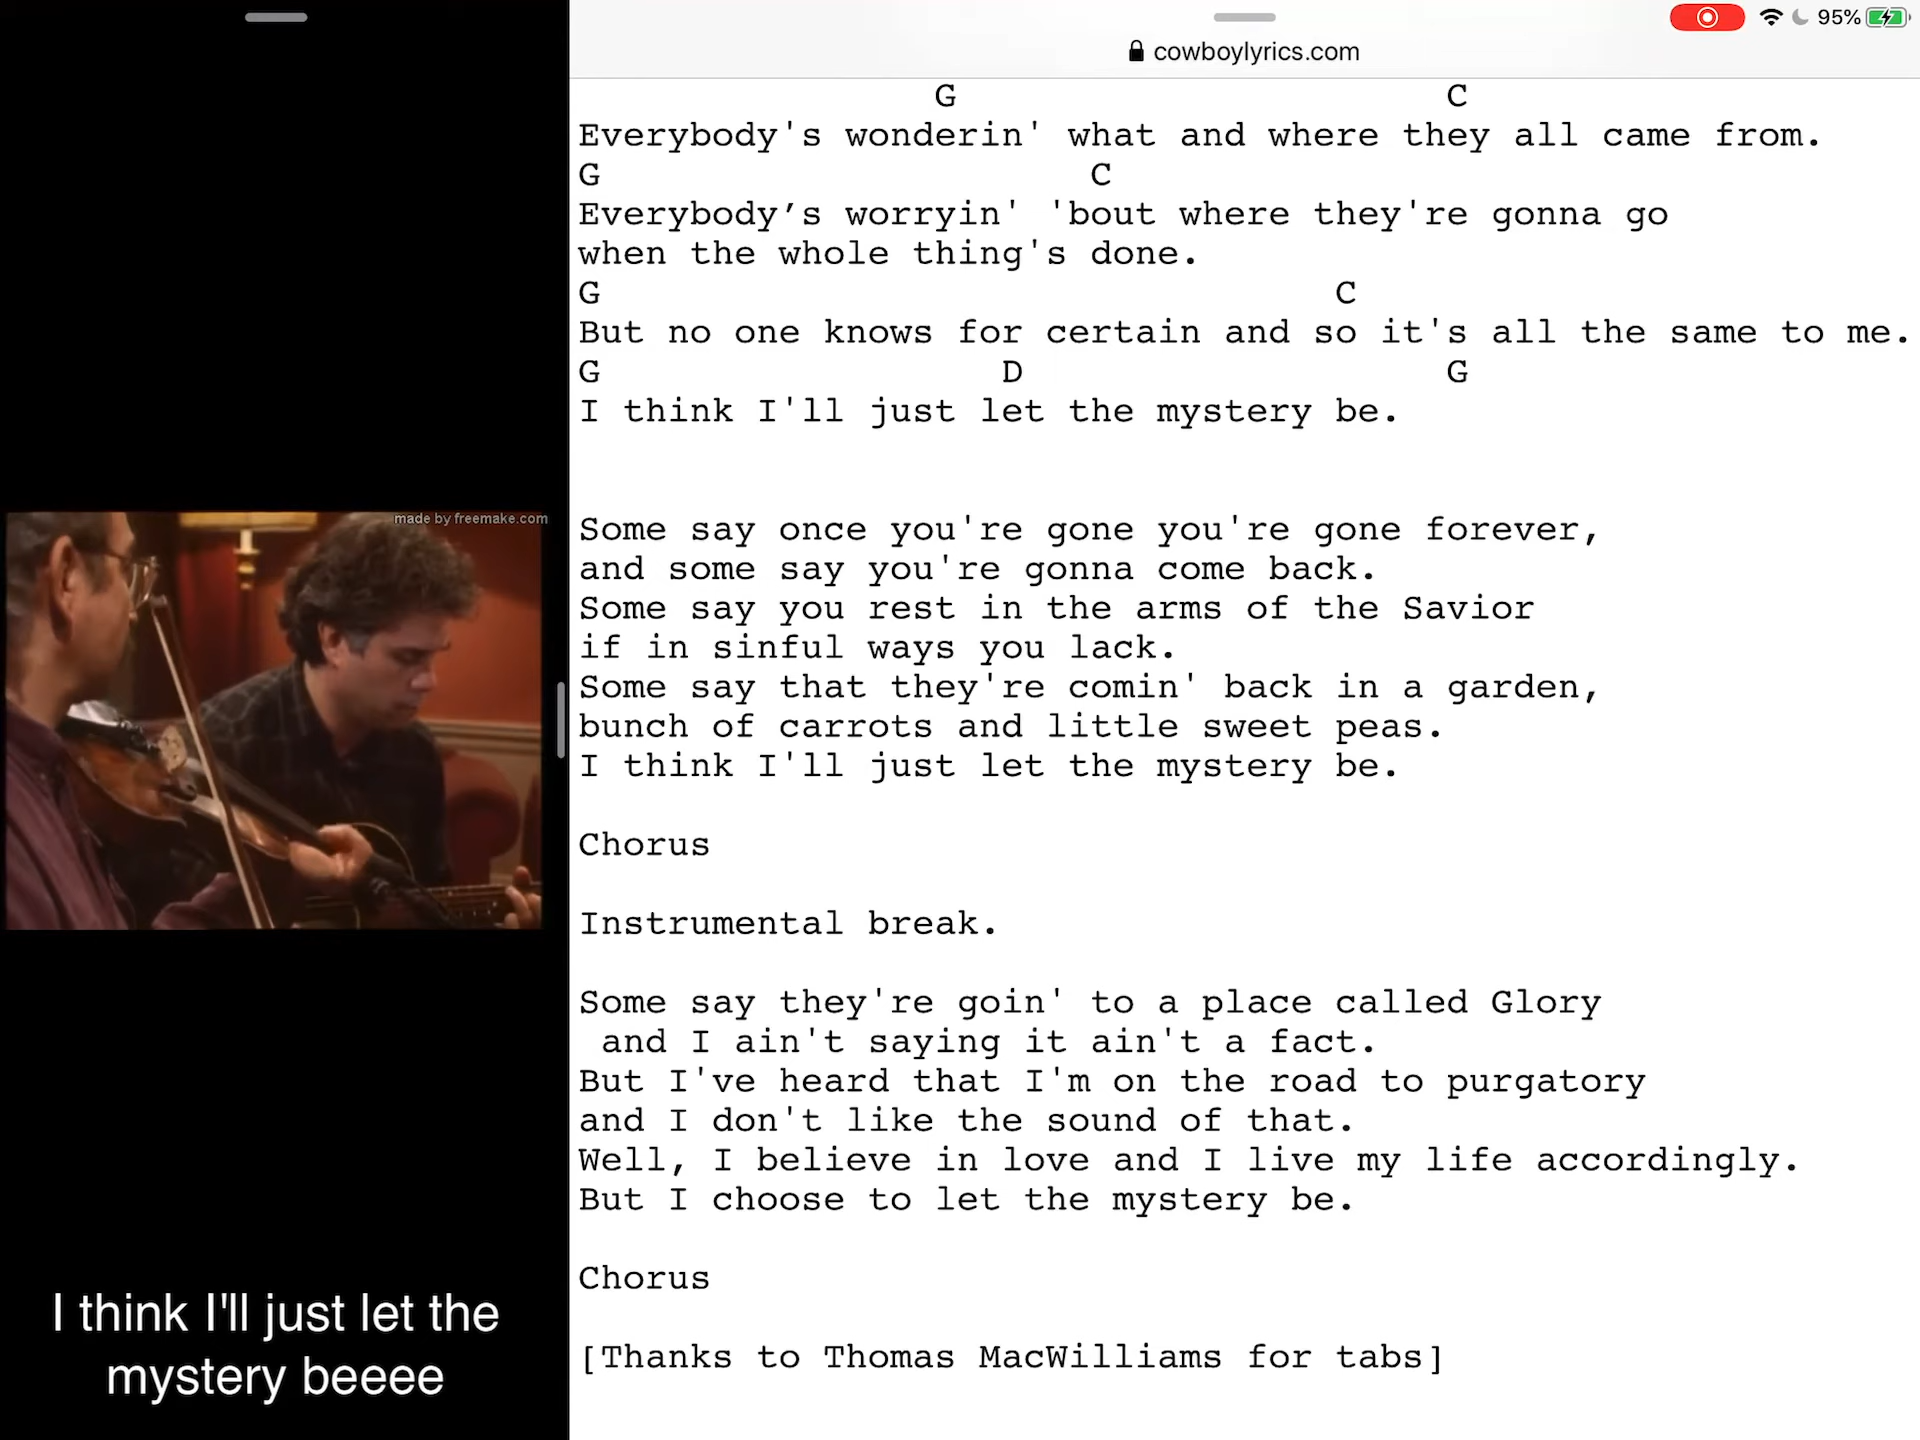 95%
cowboylyrics.com
G C
Everybody's wonderin' what and where they all came from.
G C
Everybody’s worryin' 'bout where they're gonna go
when the whole thing's done.
G C
But no one knows for certain and so it's all the same to me.
G D G
I think I'll just let the mystery be.
Some say once you're gone you're gone forever,
and some say you're gonna come back.
Some say you rest in the arms of the Savior
if in sinful ways you lack.
Some say that they're comin' back in a garden,
bunch of carrots and little sweet peas.
I think I'll just let the mystery be.
Chorus
Instrumental break.
Some say they're goin' to a place called Glory
and I ain't saying it ain't a fact.
But I've heard that I'm on the road to purgatory
and I don't like the sound of that.
Well, I believe in love and I live my life accordingly.
But I choose to let the mystery be.
Chorus
[Thanks to Thomas MacWilliams for tabs]
made by freemake.com
I think I'll just let the
mystery beeee